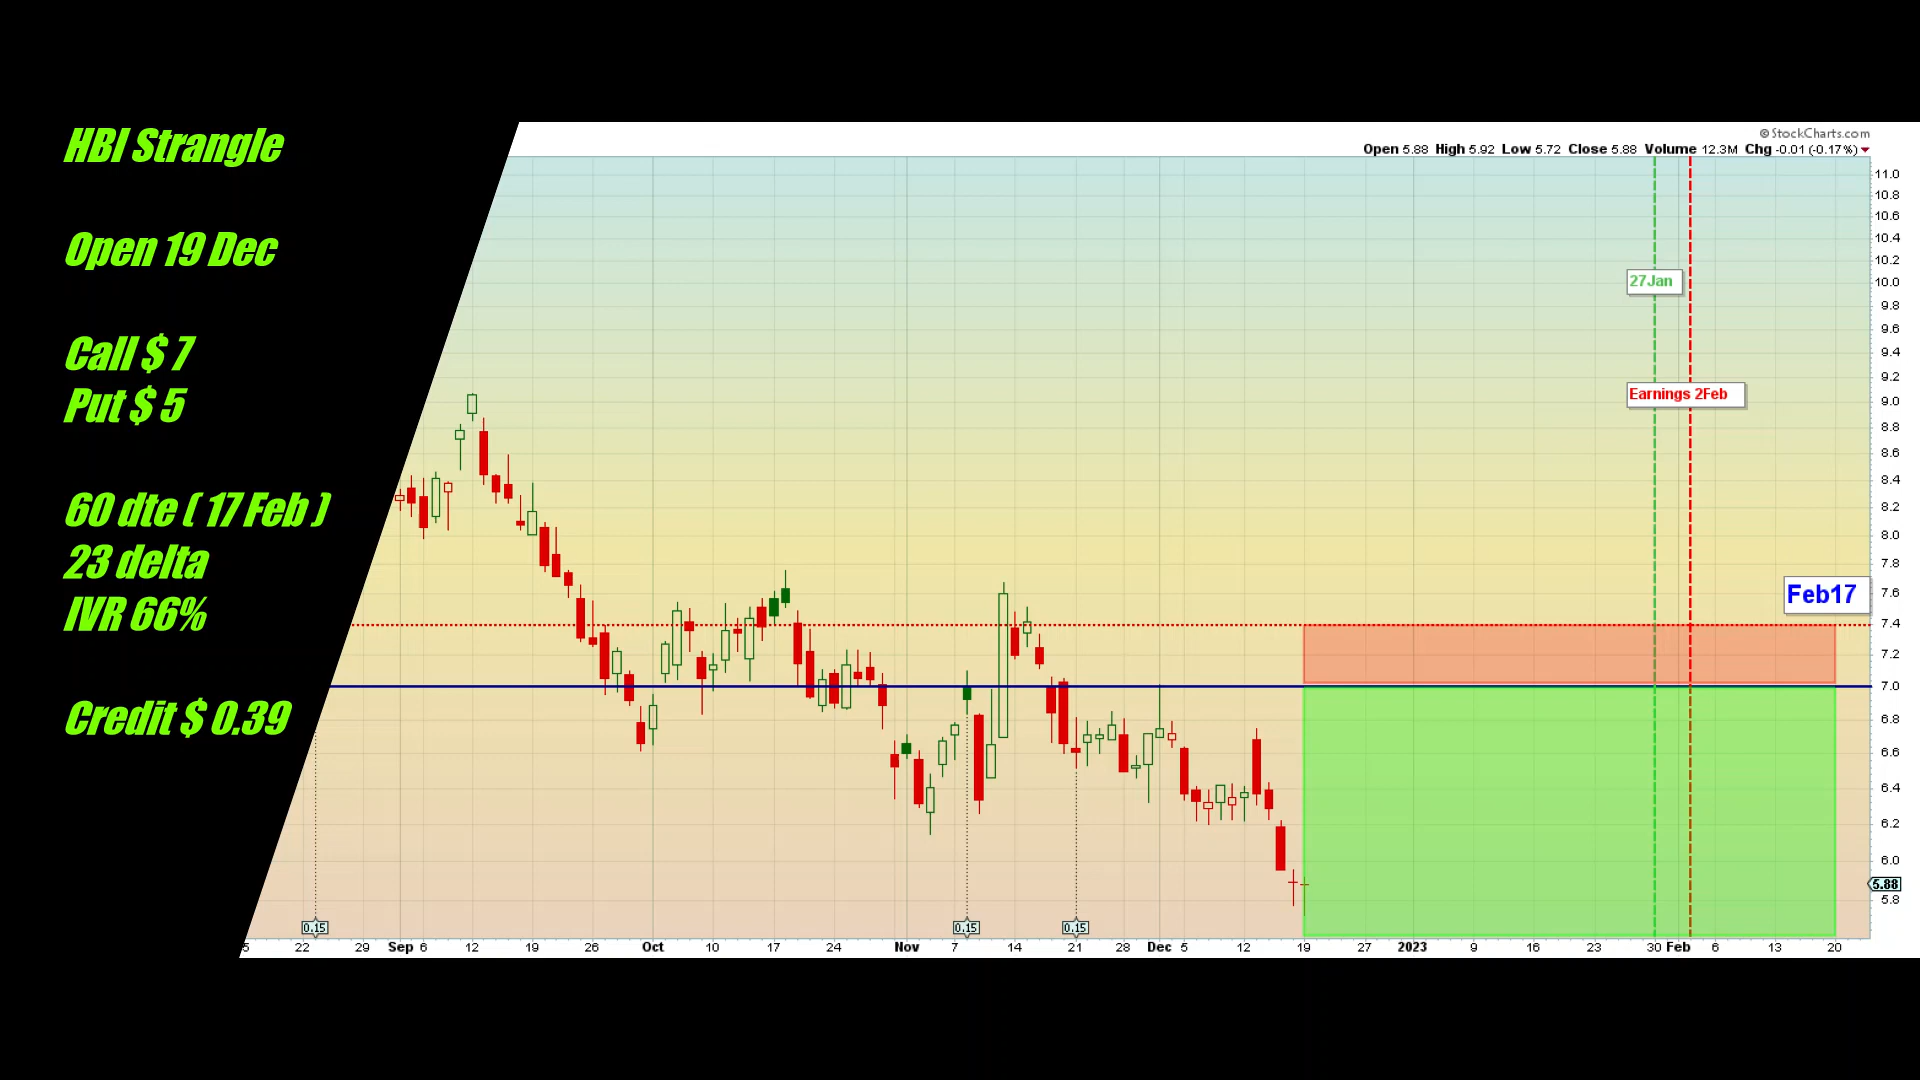 HBI Strangle
Open 19 Dec
Call $ 7
Put $ 5
60 dte ( 17 Feb )
23 delta
IVR 66%
Credit $ 0.39
© StockCharts.com
Open 5.88 High 5.92 Low 5.72 Close 5.88 Volume 12.3M Chg -0.01 (-0.17%)
11.0
10.8
10.6
10.4
10.2
10.0
9.8
9.6
9.4
9.2
9.0
8.8
8.6
8.4
8.2
8.0
7.8
7.6
7.4
7.2
7.0
6.8
6.6
6.4
6.2
6.0
5.88
5.8
27Jan
Earnings 2Feb
Feb17
0.15 0.15 0.15
5 22 29 Sep 6 12 19 26 Oct 10 17 24 Nov 7 14 21 28 Dec 5 12 19 27 2023 9 16 23 30 Feb 6 13 20